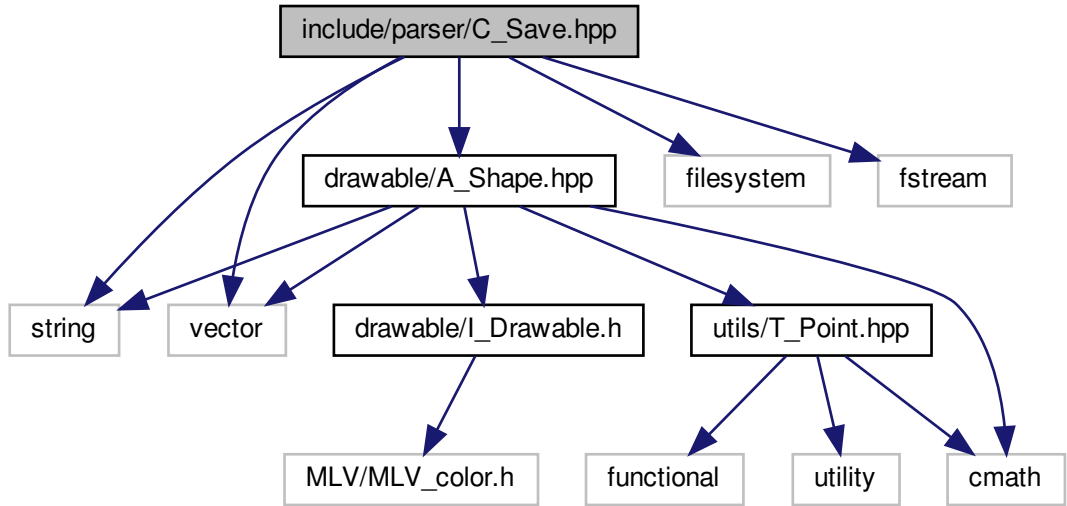 include/parser/C_Save.hpp
drawable/A_Shape.hpp
filesystem
fstream
string
vector
drawable/I_Drawable.h
utils/T_Point.hpp
MLV/MLV_color.h
functional
utility
cmath